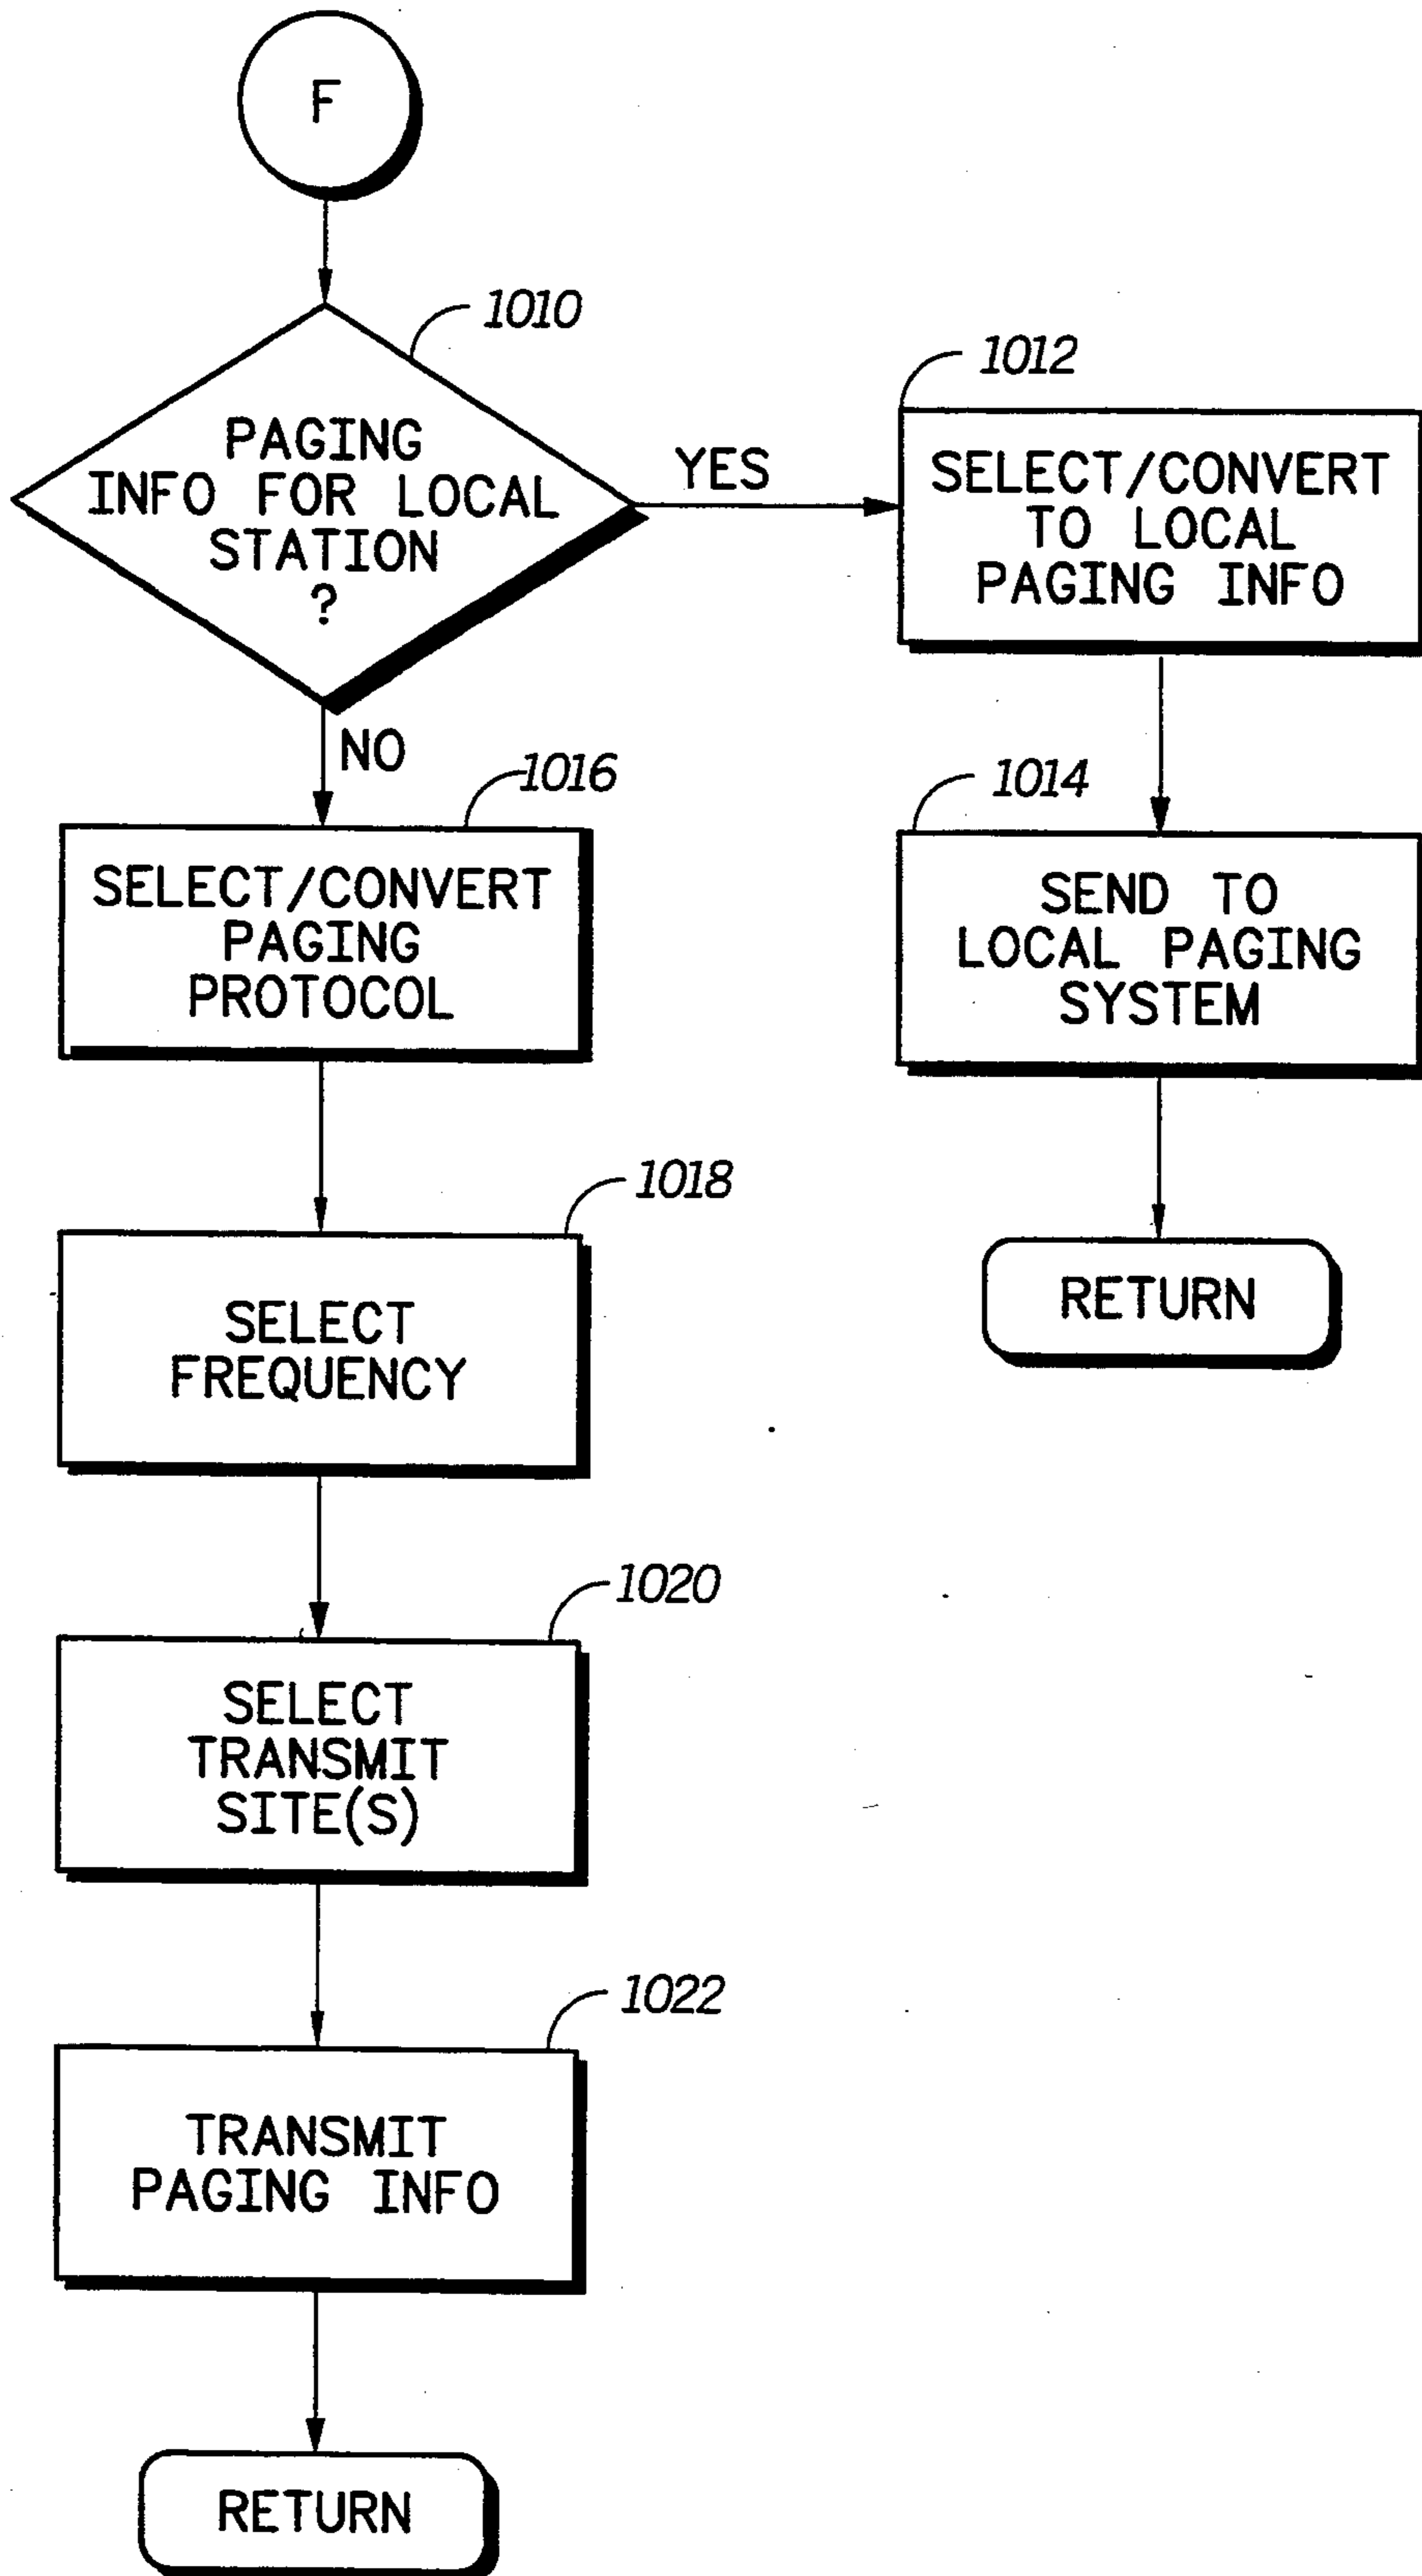 F
1010
PAGING
INFO FOR LOCAL
STATION
?
YES
1012
SELECT/CONVERT
TO LOCAL
PAGING INFO
NO
1016
SELECT/CONVERT
PAGING
PROTOCOL
1014
SEND TO
LOCAL PAGING
SYSTEM
1018
SELECT
FREQUENCY
RETURN
1020
SELECT
TRANSMIT
SITE(S)
1022
TRANSMIT
PAGING INFO
RETURN